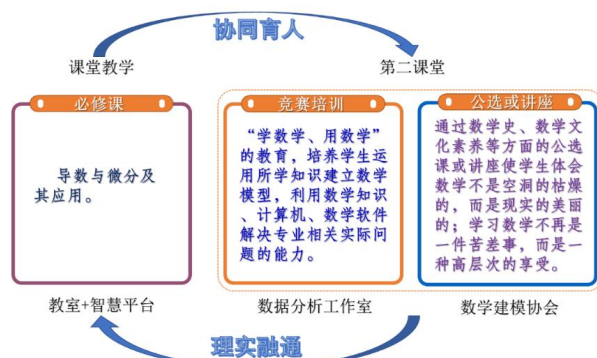 协同育人
课堂教学
第二课堂
必修课
导数与微分及
其应用。
竞赛培训
“学数学、用数学”
的教育，培养学生运
用所学知识建立数学
模型，利用数学知识
、计算机、数学软件
解决专业相关实际问
题的能力。
公选或讲座
通过数学史、数学文
化素养等方面的公选
课或讲座使学生体会
数学不是空洞的枯燥
的，而是现实的美丽
的；学习数学不再是
一件苦差事，而是一
种高层次的享受。
教室+智慧平台
数据分析工作室
数学建模协会
理实融通